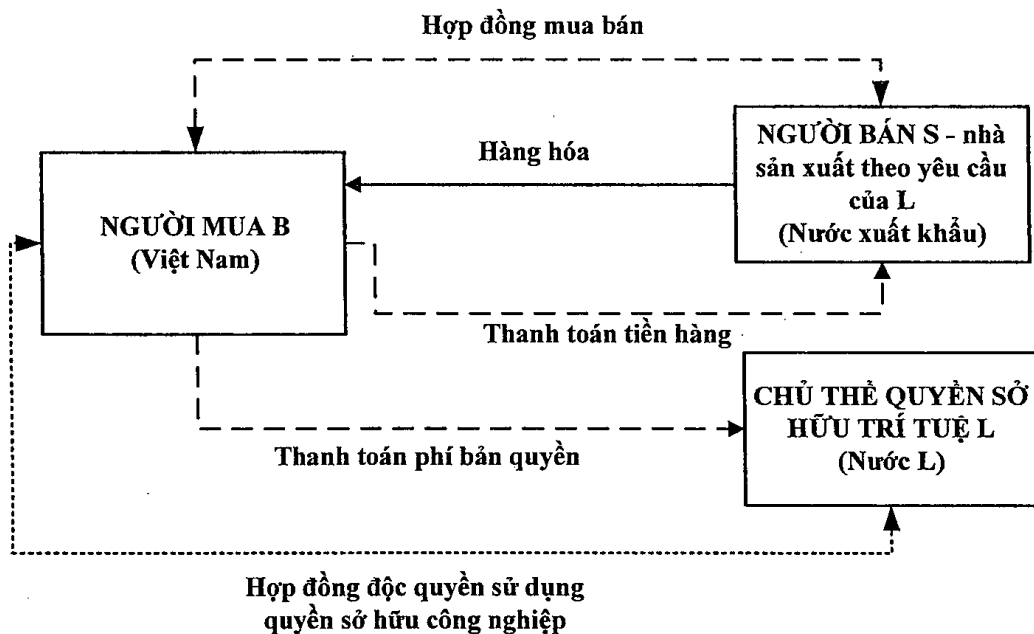 Hợp đồng mua bán
NGƯỜI BÁN S - nhà
sản xuất theo yêu cầu
của L
(Nước xuất khẩu)
Hàng hóa
NGƯỜI MUA B
(Việt Nam)
Thanh toán tiền hàng
CHỦ THỂ QUYỀN SỞ
HỮU TRÍ TUỆ L
(Nước L)
Thanh toán phí bản quyền
Hợp đồng độc quyền sử dụng
quyền sở hữu công nghiệp